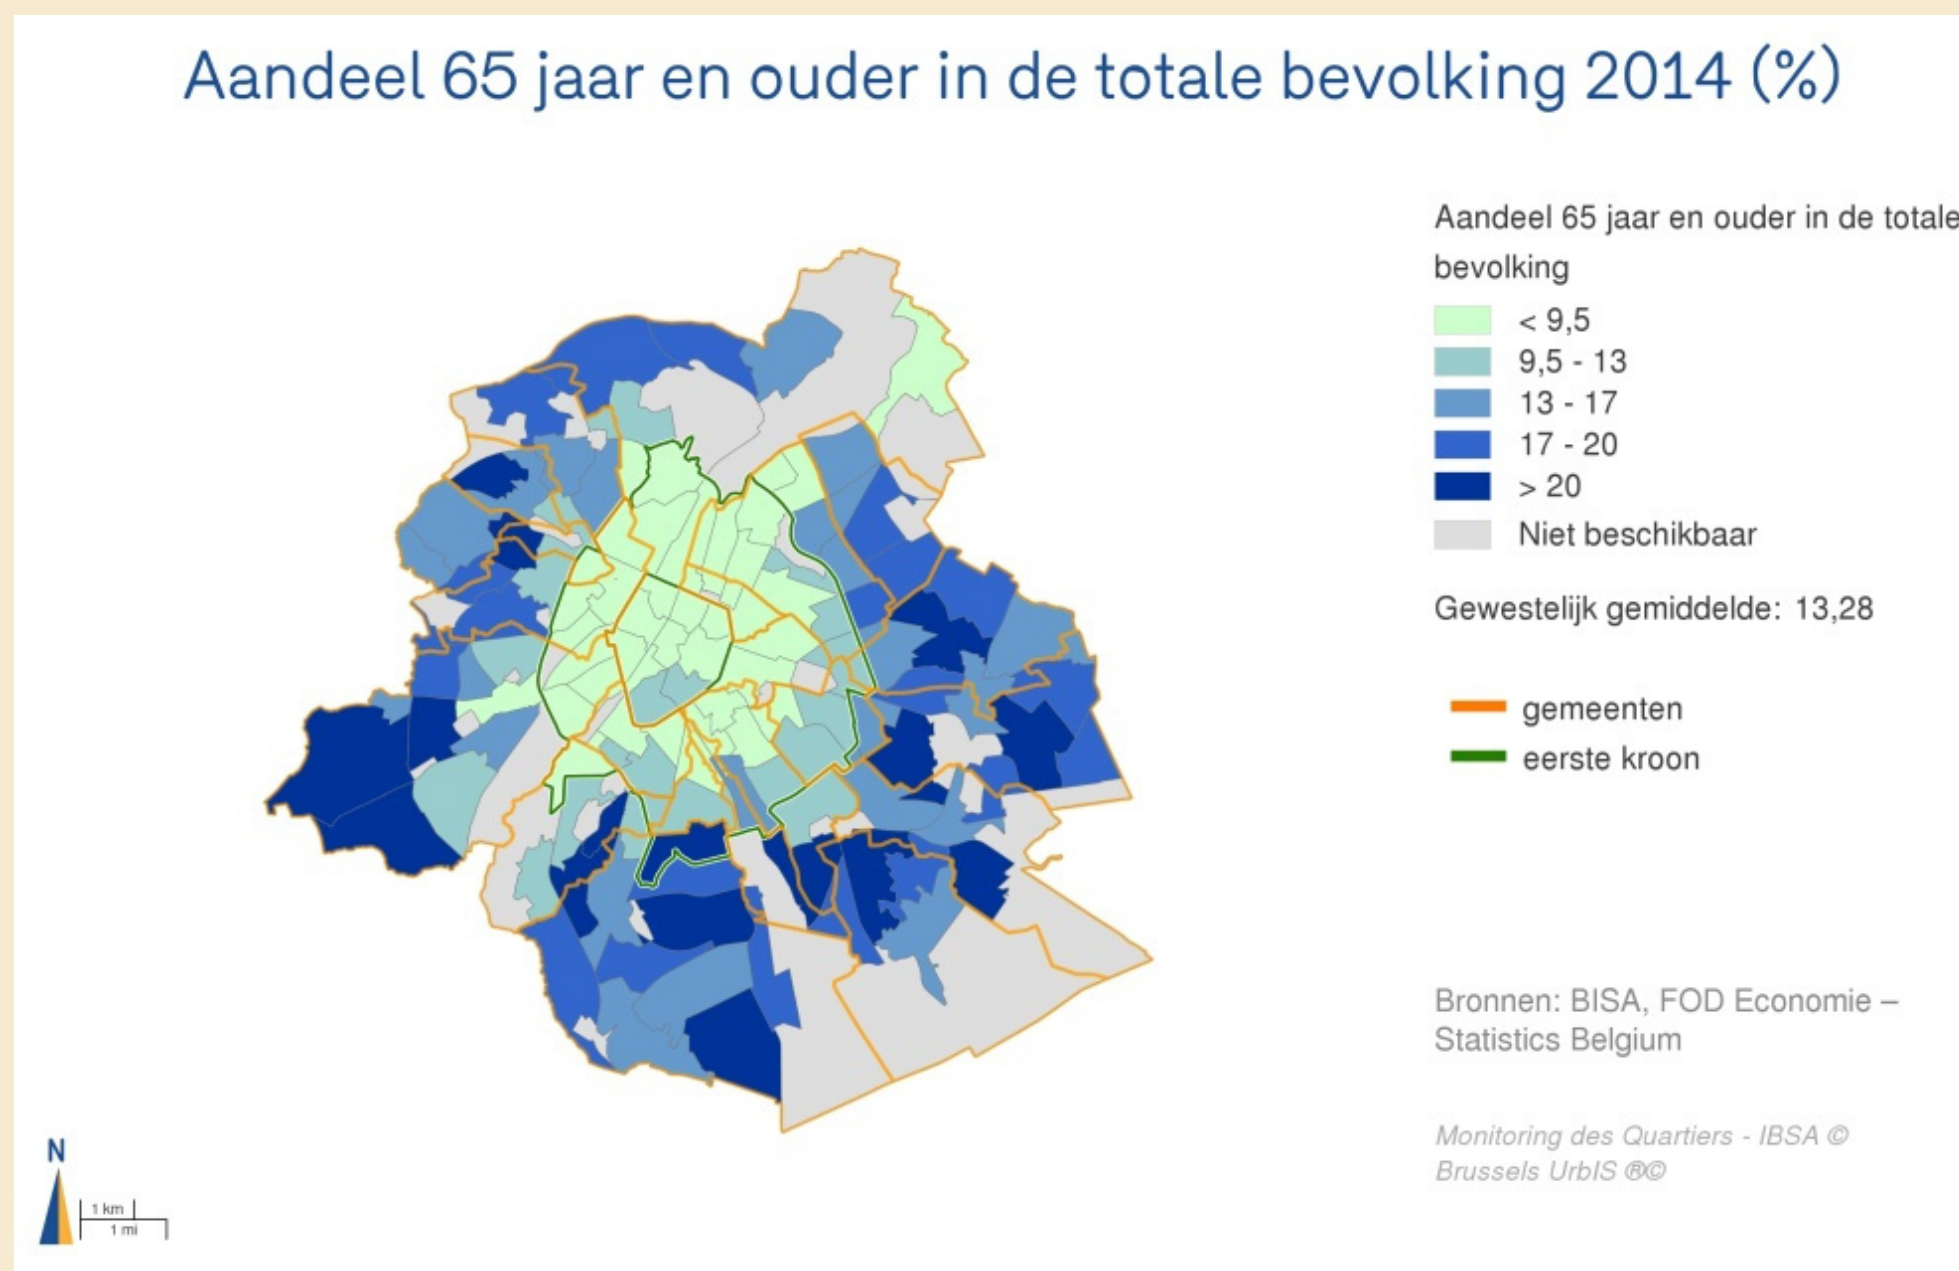 Aandeel 65 jaar en ouder in de totale bevolking 2014 (%)
Aandeel 65 jaar en ouder in de totale
bevolking
< 9,5
9,5 - 13
13 - 17
17 - 20
> 20
Niet beschikbaar
Gewestelijk gemiddelde: 13,28
gemeenten
eerste kroon
Bronnen: BISA, FOD Economie –
Statistics Belgium
Monitoring des Quartiers - IBSA ©
Brussels UrbIS ®©
N
1 km
1 mi